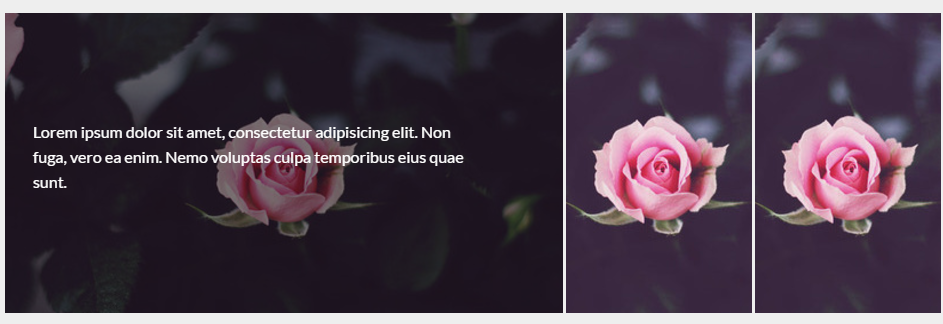 Lorem ipsum dolor sit amet, consectetur adipisicing elit. Non
fuga, vero ea enim. Nemo voluptas culpa temporibus eius quae
sunt.